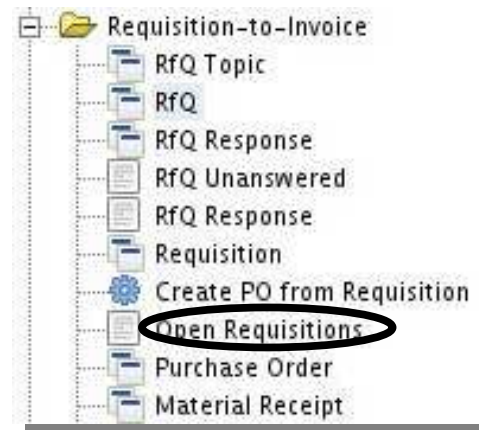 Requisition-to-Invoice
RfQ Topic
RfQ
RfQ Response
RfQ Unanswered
RfQ Response
Requisition
Create PO from Requisition
Open Requisitions
Purchase Order
Material Receipt